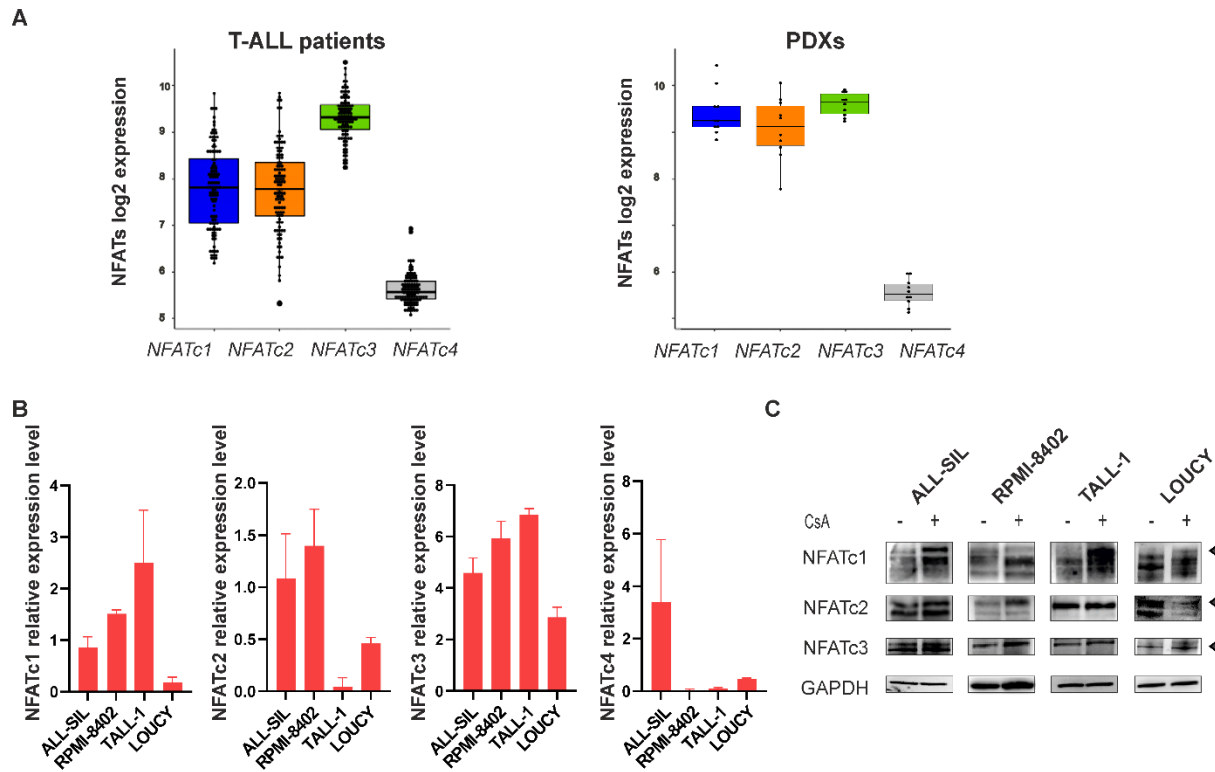 A
T-ALL patients
NFATs log2 expression
10
9
8
7
6
5
NFATc1 NFATc2 NFATc3 NFATc4
PDXs
NFATs log2 expression
10
9
8
6
NFATc1 NFATc2 NFATc3 NFATc4
B
NFATc1 relative expression level
4
3
2
1
0
ALL-SIL
RPMI-8402
TALL-1
LOUCY
NFATc2 relative expression level
2.0
1.5
1.0
0.5
0.0
ALL-SIL
RPMI-8402
TALL-1
LOUCY
NFATc3 relative expression level
8
6
4
2
0
ALL-SIL
RPMI-8402
TALL-1
LOUCY
NFATc4 relative expression level
8
6
4
2
0
ALL-SIL
RPMI-8402
TALL-1
LOUCY
C
ALL-SIL RPMI-8402 TALL-1 LOUCY
CsA - + - + - + - +
NFATc1
NFATc2
NFATc3
GAPDH